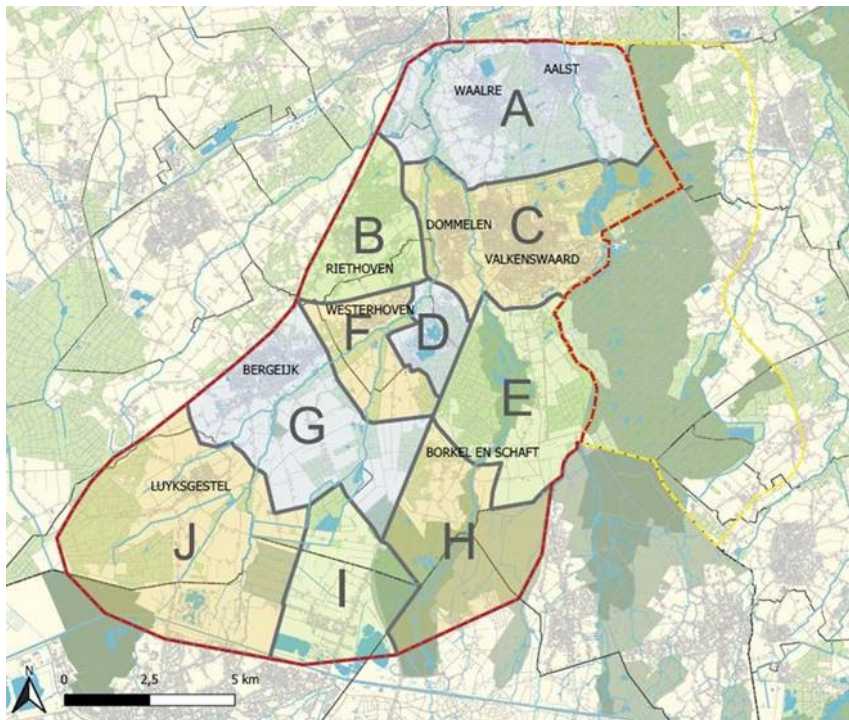 AALST
WAALRE
A
B
DOMMELEN
C
VALKENSWAARD
RIETHOVEN
WESTERHOVEN
F
D
BERGEIJK
E
G
BORKEL EN SCHAFT
LUYKSGESTEL
J
H
I
N
0
2,5
5 km